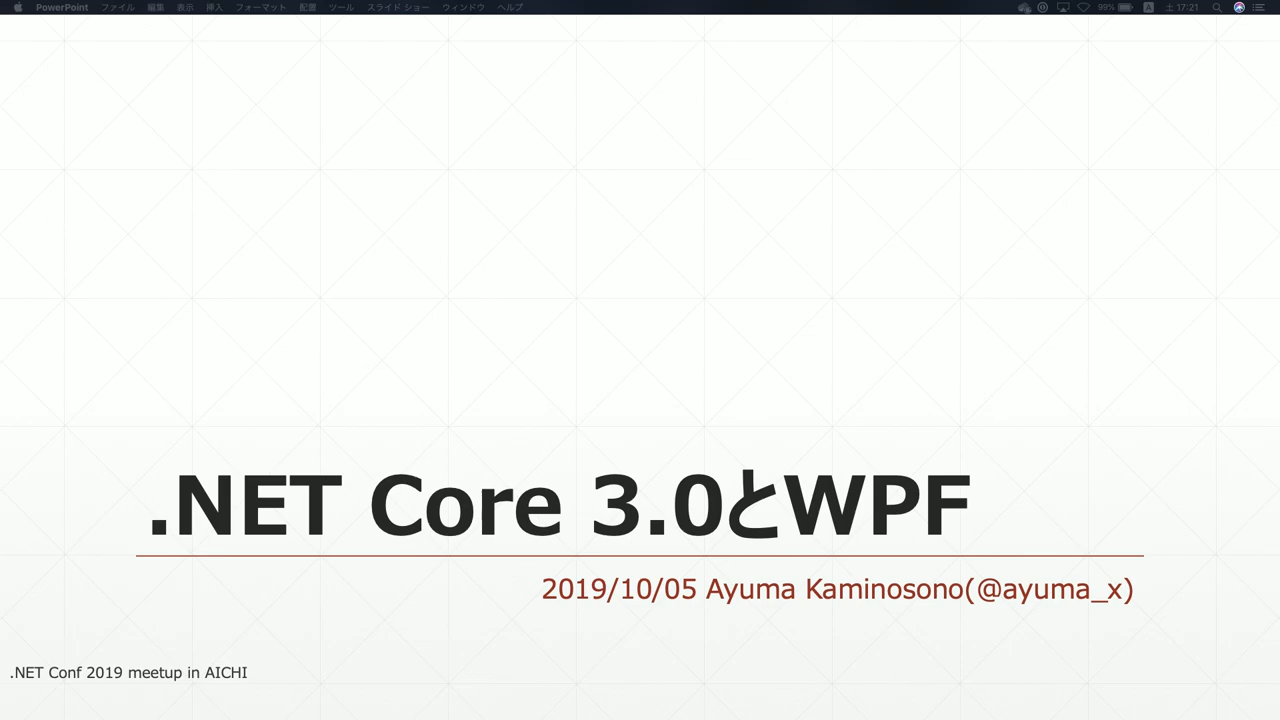 PowerPoint ファイル 編集 表示 挿入 フォーマット 配置 ツール スライド ショー ウィンドウ ヘルプ 99% A 土 17:21
.NET Core 3.0とWPF
2019/10/05 Ayuma Kaminosono(@ayuma_x)
.NET Conf 2019 meetup in AICHI